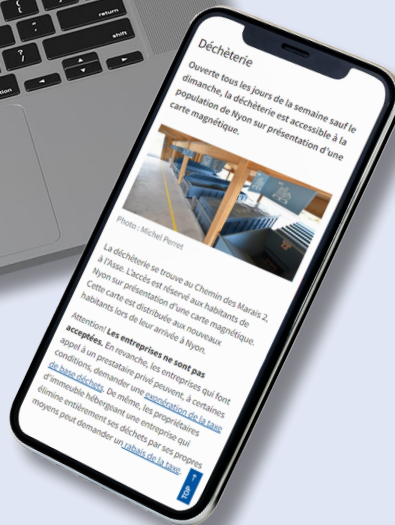 return
shift
?
/
Déchèterie
Ouverte tous les jours de la semaine sauf le
dimanche, la déchèterie est accessible à la
population de Nyon sur présentation d'une
carte magnétique.
Photo : Michel Perret
La déchèterie se trouve au Chemin des Marais 2,
à l'Asse. L'accès est réservé aux habitants de
Nyon sur présentation d'une carte magnétique.
Cette carte est distribuée aux nouveaux
habitants lors de leur arrivée à Nyon.
Attention! Les entreprises ne sont pas
acceptées. En revanche, les entreprises qui font
appel à un prestataire privé peuvent, à certaines
conditions, demander une exonération de la taxe
de base déchets. De même, les propriétaires
d'immeuble hébergeant une entreprise qui
élimine entièrement ses déchets par ses propres
moyens peut demander un rabais de la taxe.
TOP ↑